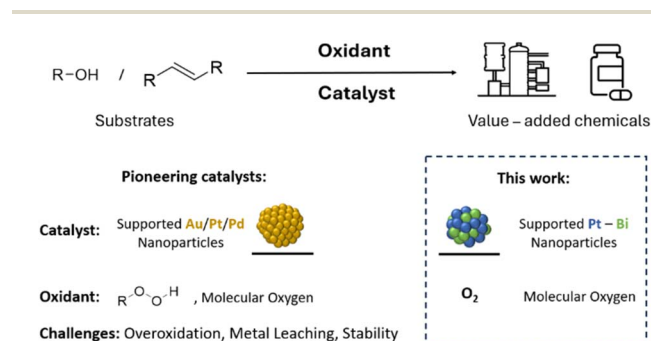 Oxidant
R-OH / R R
Catalyst
Substrates
Value – added chemicals
Pioneering catalysts:
Catalyst: Supported Au/Pt/Pd
Nanoparticles
Oxidant: R O O H , Molecular Oxygen
Challenges: Overoxidation, Metal Leaching, Stability
This work:
Supported Pt – Bi
Nanoparticles
O₂ Molecular Oxygen